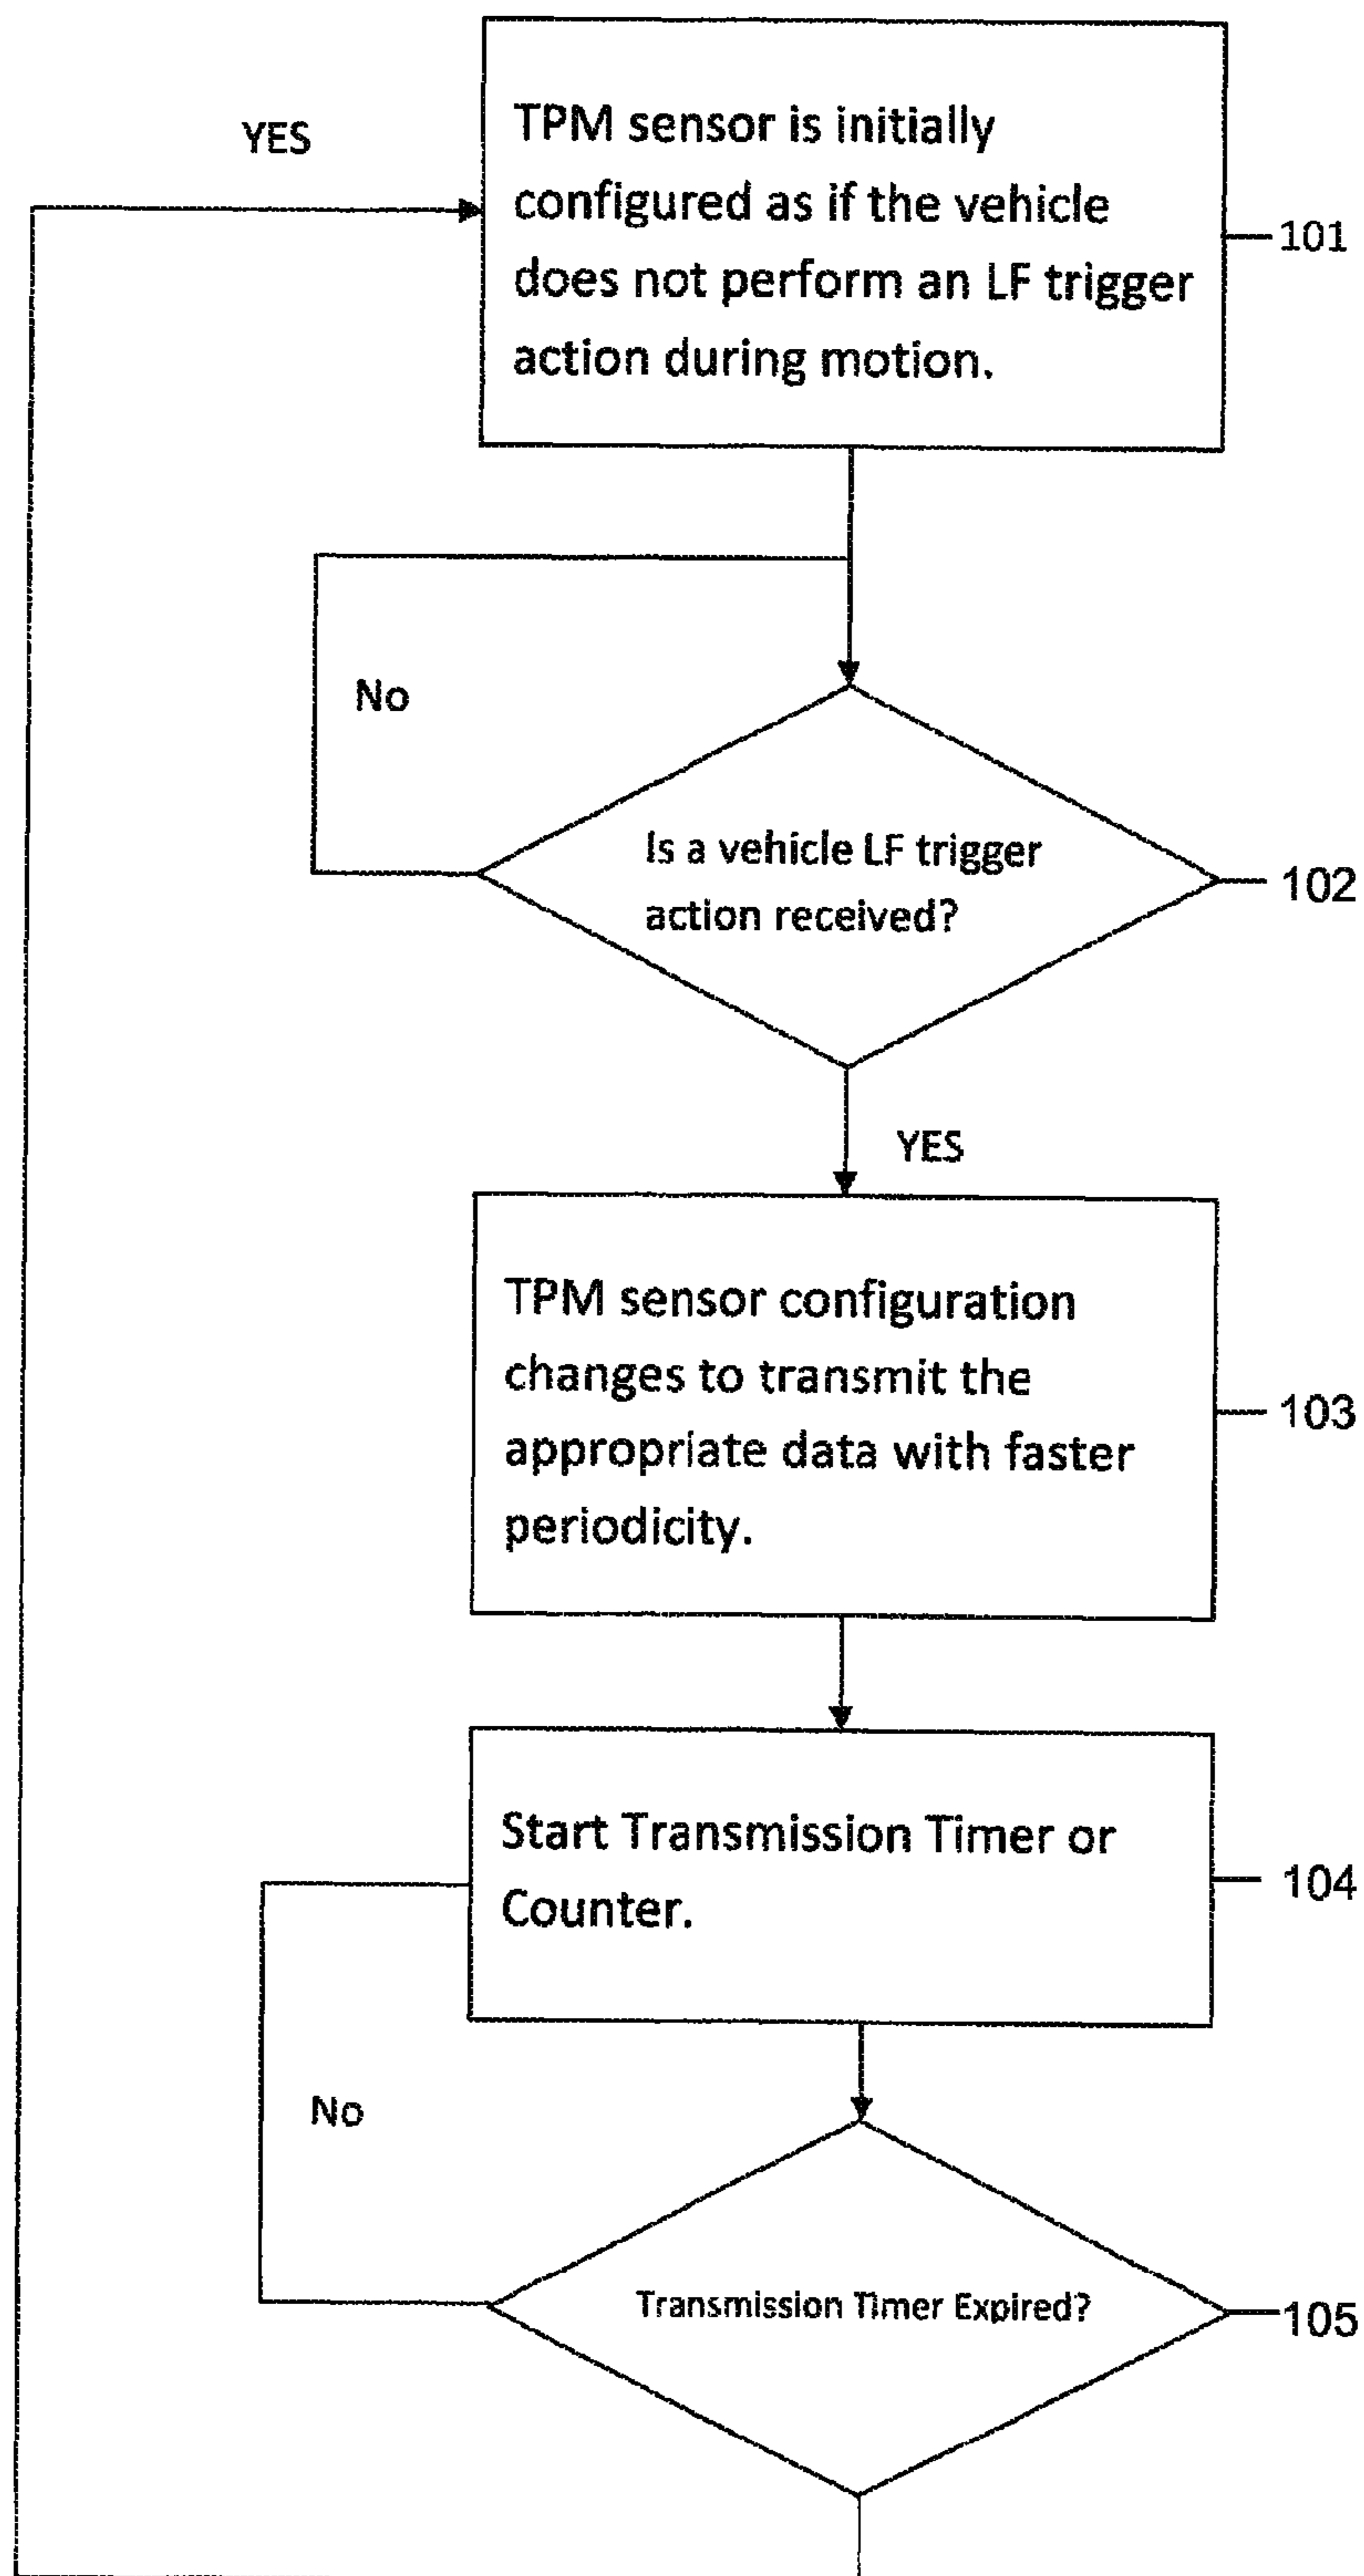 YES
TPM sensor is initially
configured as if the vehicle
does not perform an LF trigger
action during motion.
101
No
Is a vehicle LF trigger
action received?
102
YES
TPM sensor configuration
changes to transmit the
appropriate data with faster
periodicity.
103
Start Transmission Timer or
Counter.
104
No
Transmission Timer Expired?
105